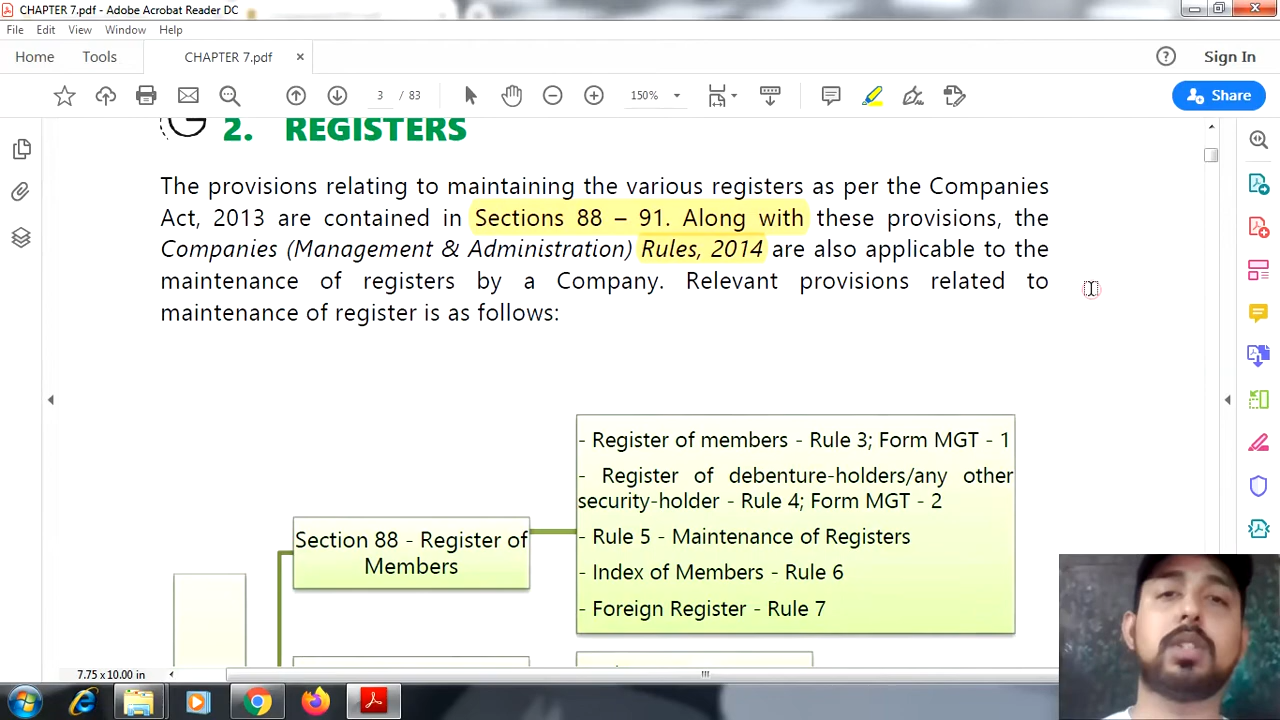 CHAPTER 7.pdf - Adobe Acrobat Reader DC
File Edit View Window Help
Home Tools CHAPTER 7.pdf × Sign In
3 / 83 150% Share
2. REGISTERS
The provisions relating to maintaining the various registers as per the Companies
Act, 2013 are contained in Sections 88 – 91. Along with these provisions, the
Companies (Management & Administration) Rules, 2014 are also applicable to the
maintenance of registers by a Company. Relevant provisions related to
maintenance of register is as follows:
- Register of members - Rule 3; Form MGT - 1
- Register of debenture-holders/any other
security-holder - Rule 4; Form MGT - 2
- Rule 5 - Maintenance of Registers
- Index of Members - Rule 6
- Foreign Register - Rule 7
Section 88 - Register of
Members
7.75 x 10.00 in